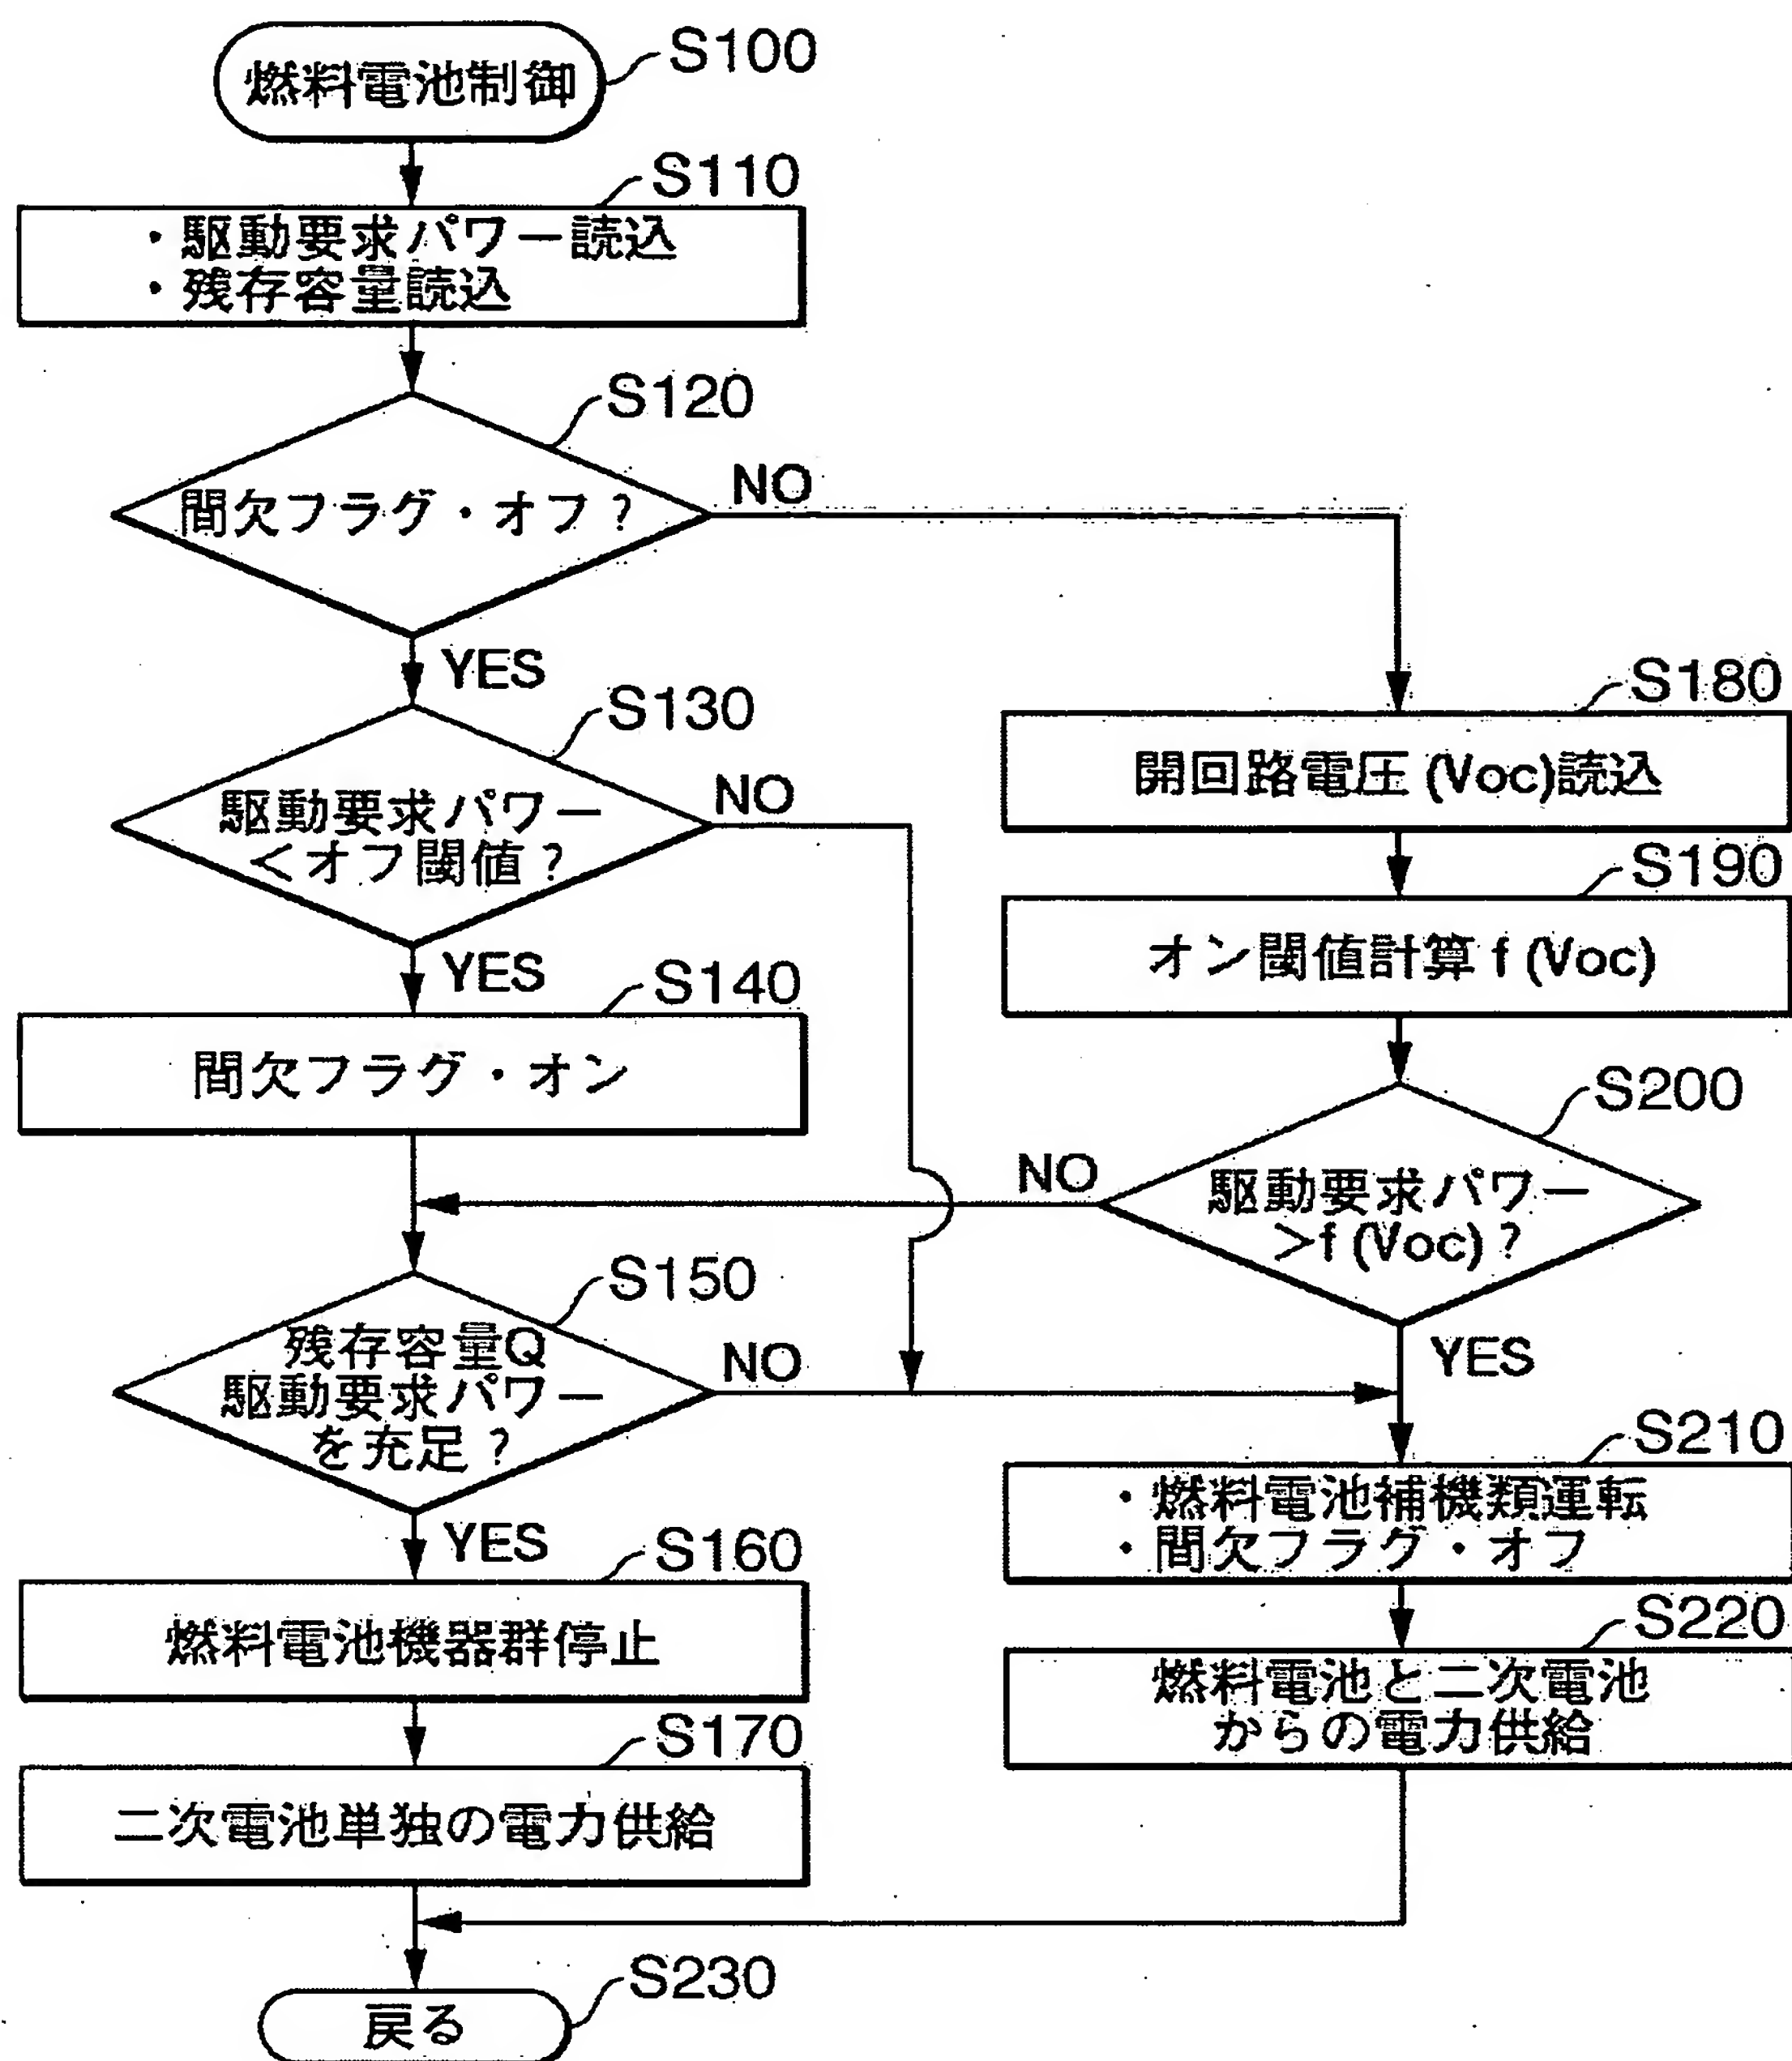 燃料電池制御
S100
S110
・駆動要求パワー読込
・残存容量読込
S120
間欠フラグ・オフ?
NO
YES
S130
駆動要求パワー
<オフ閾値?
NO
YES
S140
間欠フラグ・オン
S150
残存容量Q
駆動要求パワー
を充足?
NO
YES
S160
燃料電池機器群停止
S170
二次電池単独の電力供給
S180
開回路電圧(Voc)読込
S190
オン閾値計算 f (Voc)
S200
駆動要求パワー
>f (Voc) ?
NO
YES
S210
・燃料電池補機類運転
・間欠フラグ・オフ
S220
燃料電池と二次電池
からの電力供給
S230
戻る